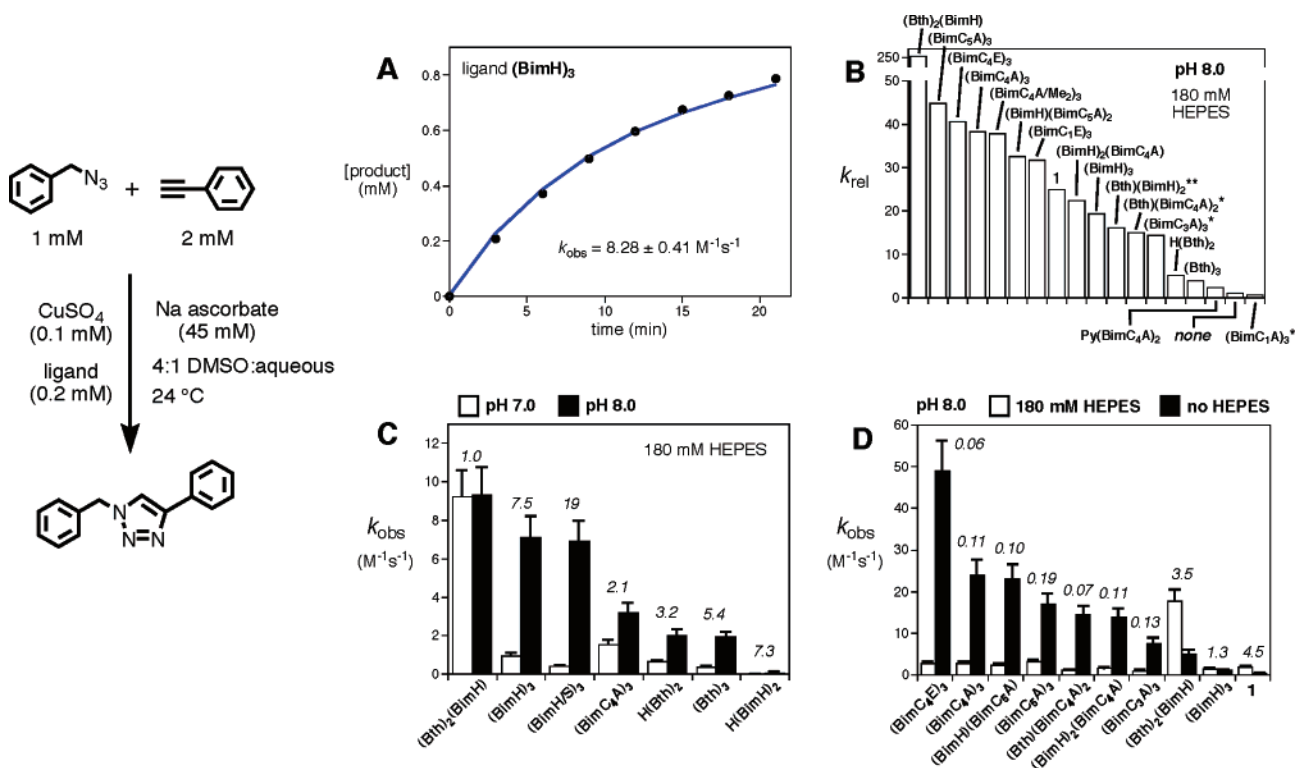 N₃
+
1 mM
2 mM
CuSO₄
(0.1 mM)
ligand
(0.2 mM)
Na ascorbate
(45 mM)
4:1 DMSO:aqueous
24 °C
N
N=N
A
ligand (BimH)₃
0.8
0.6
[product]
(mM)
0.4
0.2
0
k_obs = 8.28 ± 0.41 M⁻¹s⁻¹
0 5 10 15 20
time (min)
B
pH 8.0
180 mM
HEPES
(Bth)₂(BimH)
(BimC₅A)₃
(BimC₄E)₃
(BimC₄A)₃
(BimC₄A/Me₂)₃
(BimH)(BimC₅A)₂
(BimC₁E)₃
1
(BimH)₂(BimC₄A)
(BimH)₃
(Bth)(BimH)₂**
(Bth)(BimC₄A)₂*
(BimC₃A)₃*
H(Bth)₂
(Bth)₃
Py(BimC₄A)₂
none
(BimC₁A)₃*
250
50
40
30
k_rel
20
10
0
pH 7.0 pH 8.0
C
180 mM HEPES
12
10
8
k_obs
(M⁻¹s⁻¹)
6
4
2
0
1.0
7.5
19
2.1
3.2
5.4
7.3
(Bth)₂(BimH)
(BimH)₃
(BimH/S)₃
(BimC₄A)₃
H(Bth)₂
(Bth)₃
H(BimH)₂
pH 8.0 180 mM HEPES no HEPES
D
60
50
40
k_obs
(M⁻¹s⁻¹)
30
20
10
0
0.06
0.11
0.10
0.19
0.07
0.11
0.13
3.5
1.3
4.5
(BimC₄E)₃
(BimC₄A)₃
(BimH)(BimC₅A)
(BimC₅A)₃
(Bth)(BimC₄A)₂
(BimH)₂(BimC₄A)
(BimC₃A)₃
(Bth)₂(BimH)
(BimH)₃
1